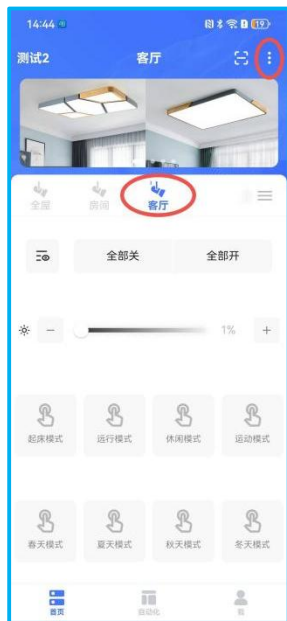 14:44 19
测试2 客厅
全屋 房间 客厅
全部关 全部开
1%
起床模式 远行模式 休闲模式 运动模式
春天模式 夏天模式 秋天模式 冬天模式
首页 自动化 我